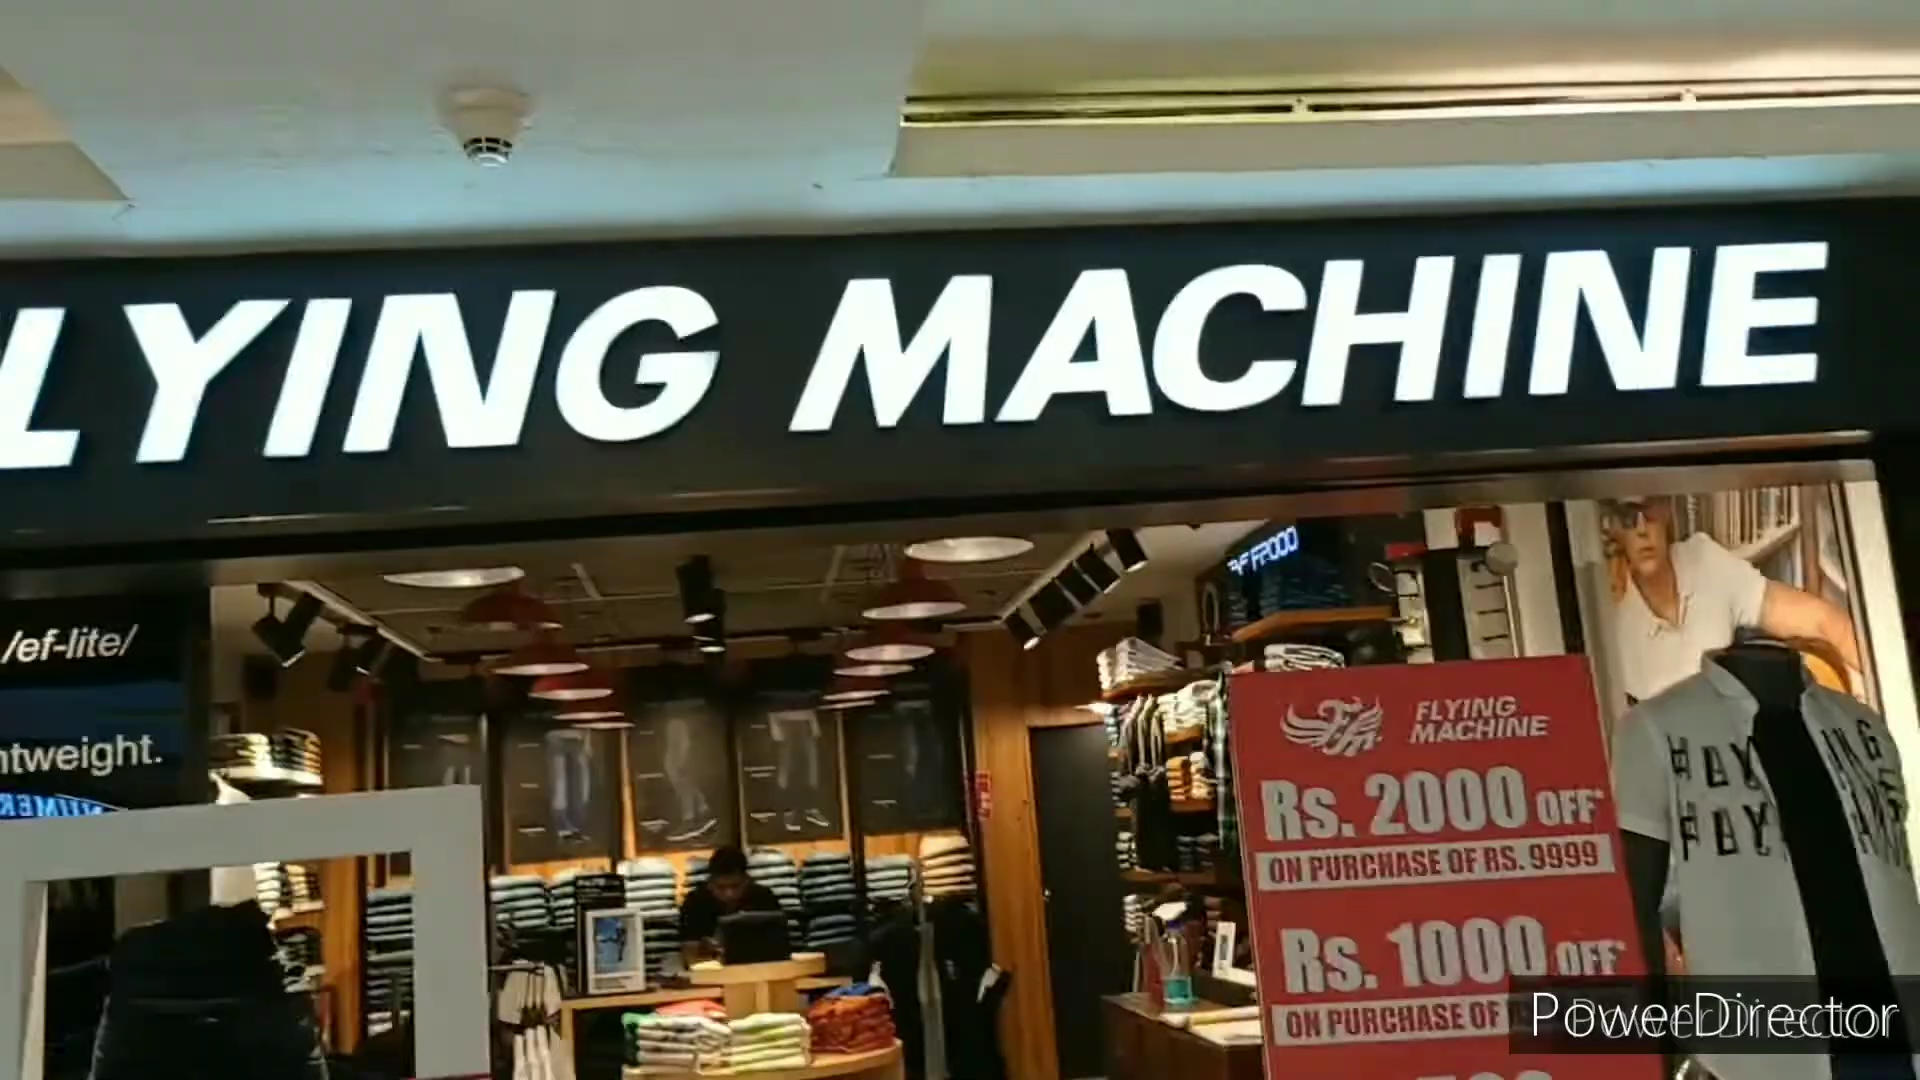 LYING MACHINE
/ef-lite/
ntweight.
FLYING
MACHINE
Rs. 2000 OFF*
ON PURCHASE OF RS. 9999
Rs. 1000 OFF*
ON PURCHASE OF
PowerDirector